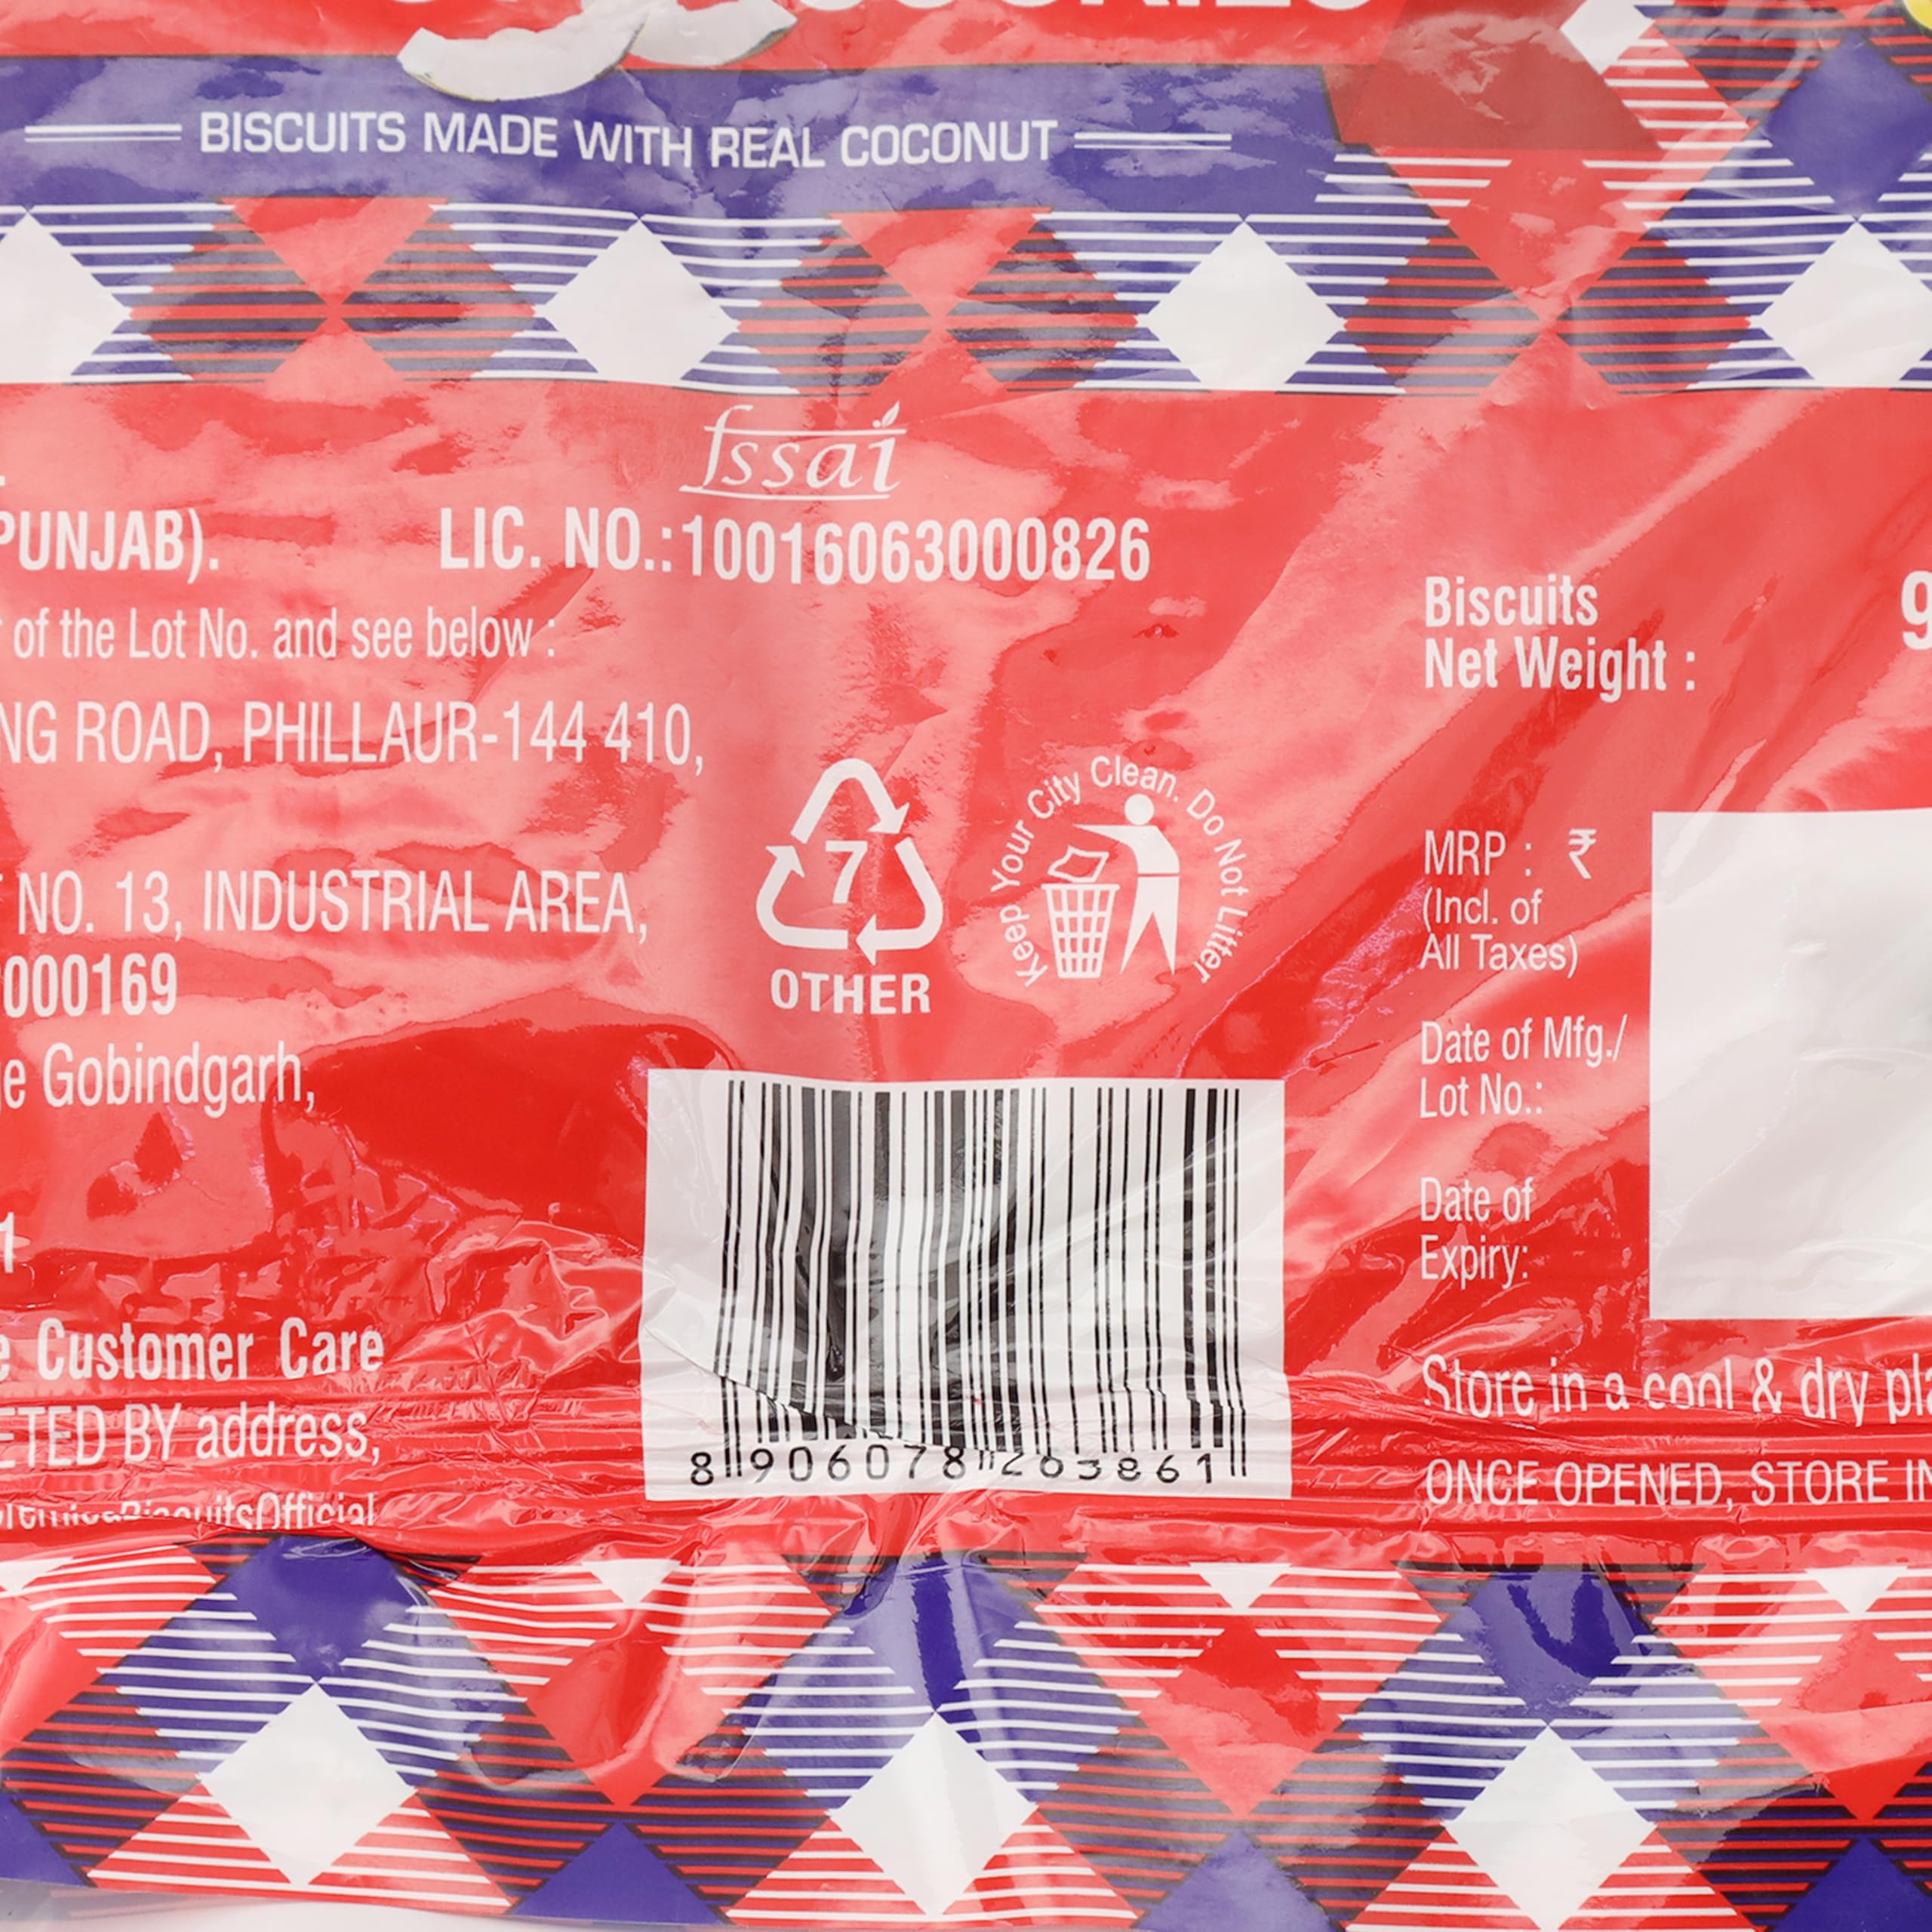 BISCUITS MADE WITH REAL COCONUT
fssai
PUNJAB).
LIC. NO.:10016063000826
of the Lot No. and see below :
NG ROAD, PHILLAUR-144 410,
NO. 13, INDUSTRIAL AREA,
000169
Gobindgarh,
1
Customer Care
ETED BY address,
BiscuitsOfficial
7
OTHER
Keep Your City Clean. Do Not Litter
8 906078 263861
Biscuits
Net Weight :
MRP : ₹
(Incl. of
All Taxes)
Date of Mfg./
Lot No.:
Date of
Expiry:
Store in a cool & dry pla
ONCE OPENED, STORE IN